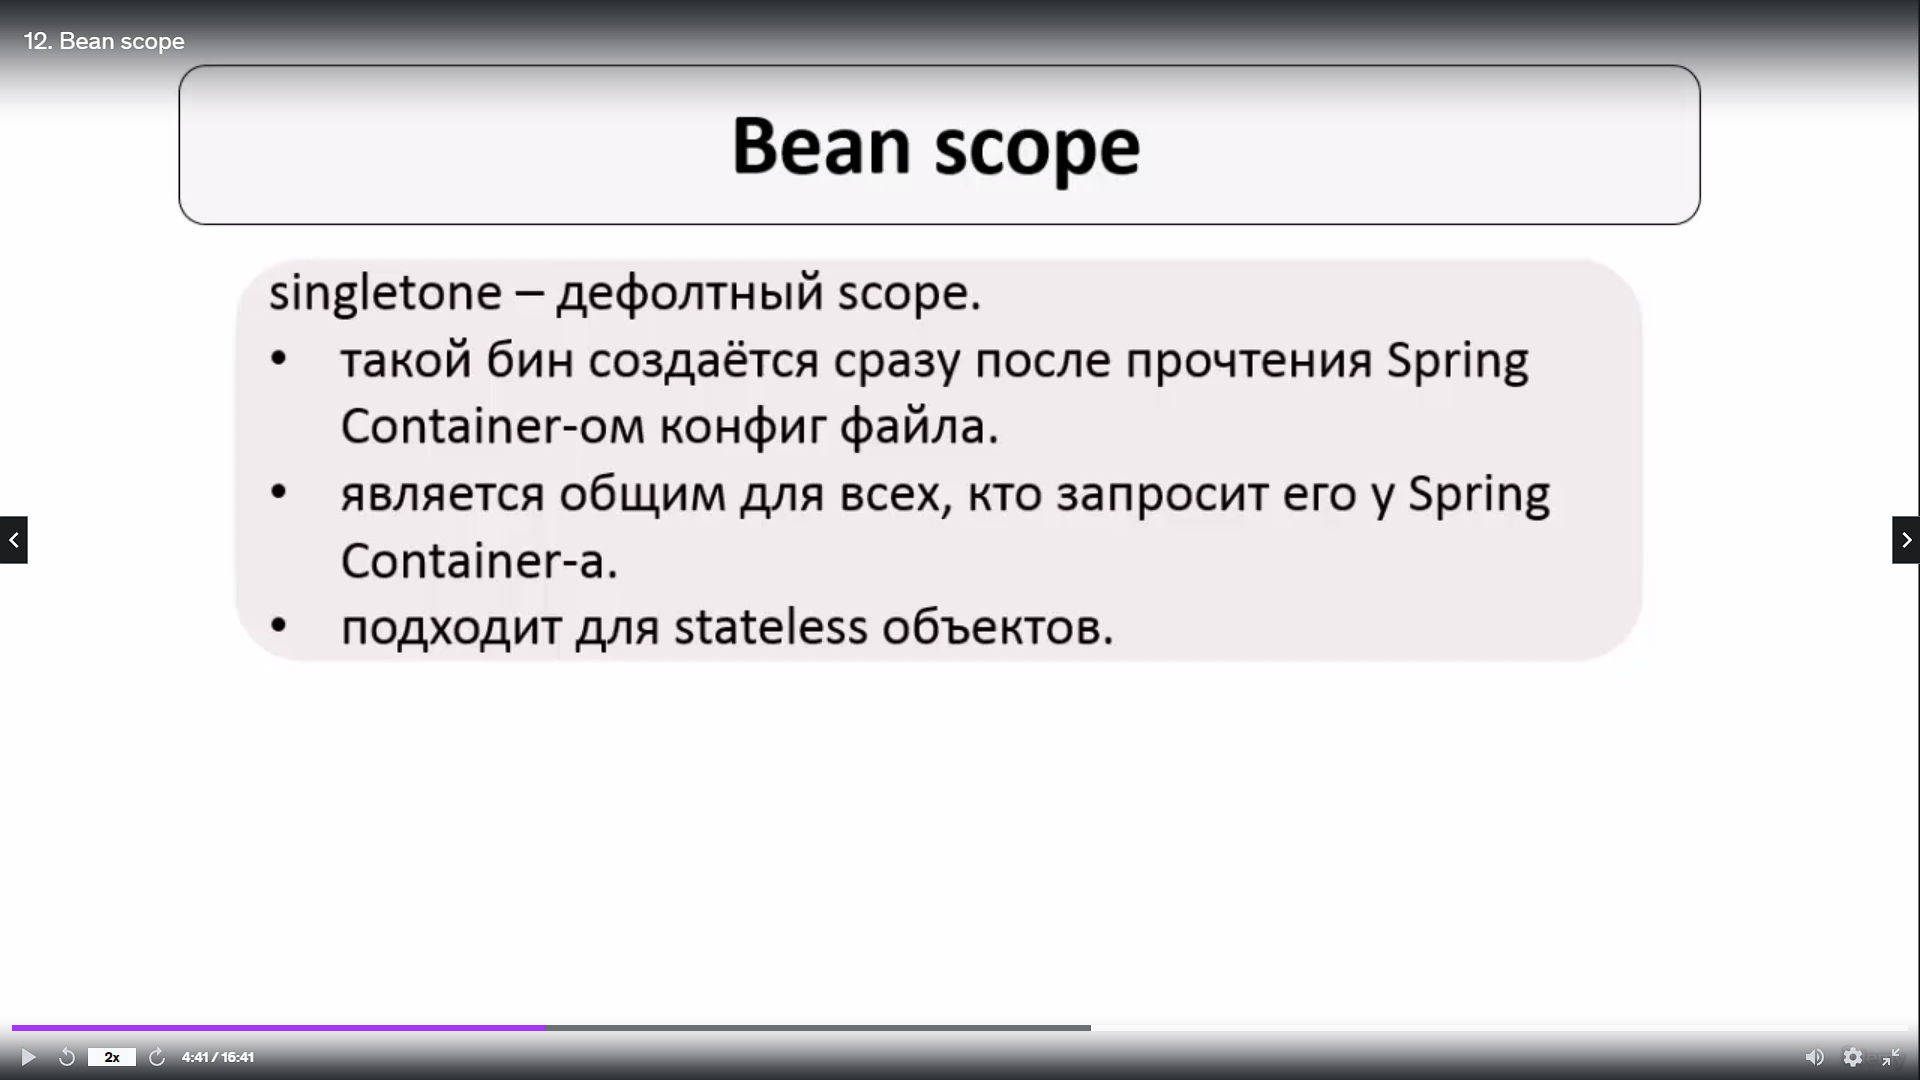 12. Bean scope
Bean scope
singletone – дефолтный scope.
• такой бин создаётся сразу после прочтения Spring
Container-ом конфиг файла.
• является общим для всех, кто запросит его у Spring
Container-а.
• подходит для stateless объектов.
2x
4:41 / 16:41